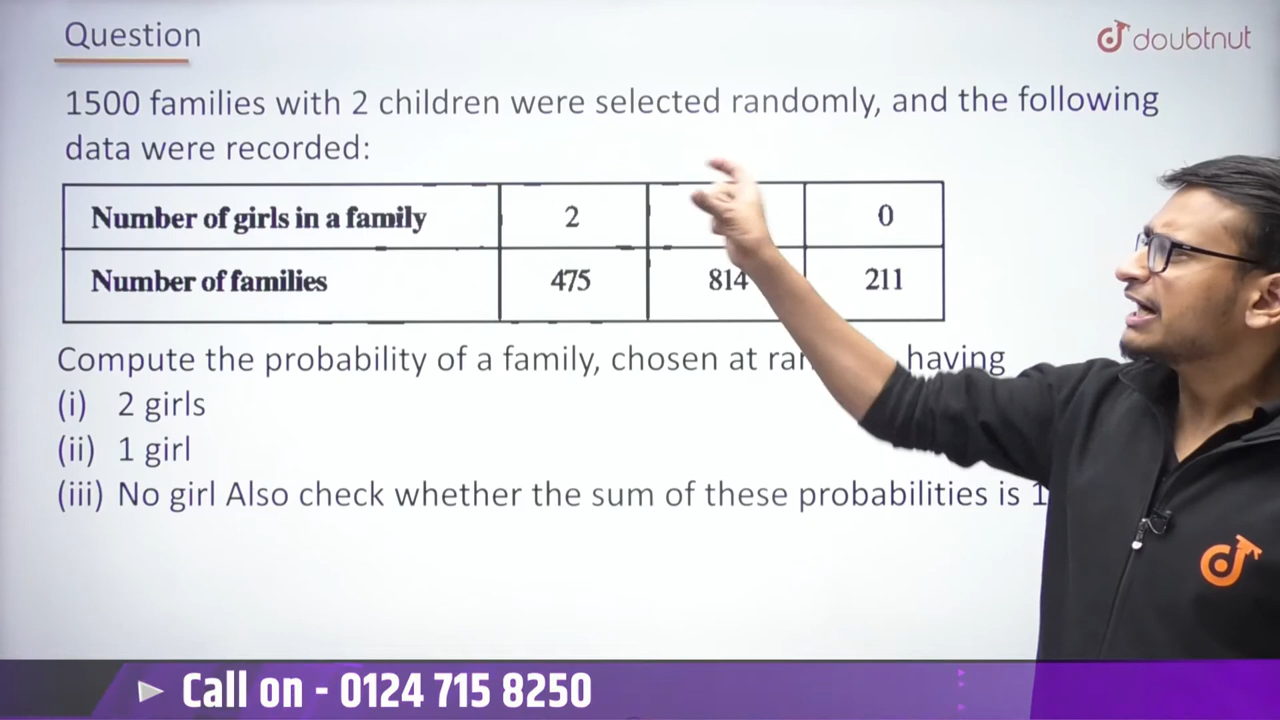 Question
doubtnut
1500 families with 2 children were selected randomly, and the following
data were recorded:
Number of girls in a family 2 0
Number of families 475 814 211
Compute the probability of a family, chosen at having
(i) 2 girls
(ii) 1 girl
(iii) No girl Also check whether the sum of these probabilities is 1
Call on - 0124 715 8250